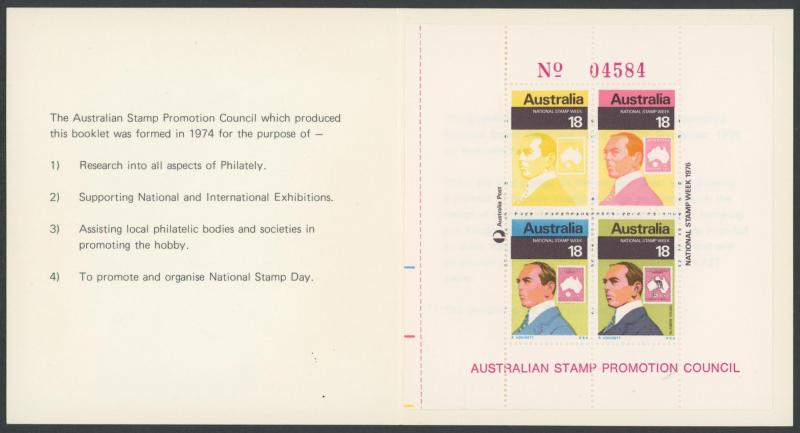 The Australian Stamp Promotion Council which produced
this booklet was formed in 1974 for the purpose of —
1) Research into all aspects of Philately.
2) Supporting National and International Exhibitions.
3) Assisting local philatelic bodies and societies in
promoting the hobby.
4) To promote and organise National Stamp Day.
Nº 04584
Australia
NATIONAL STAMP WEEK
18
Australia
NATIONAL STAMP WEEK
18
Australia Post
NATIONAL STAMP WEEK 1976
Australia
NATIONAL STAMP WEEK
18
Australia
NATIONAL STAMP WEEK
18
AUSTRALIAN STAMP PROMOTION COUNCIL